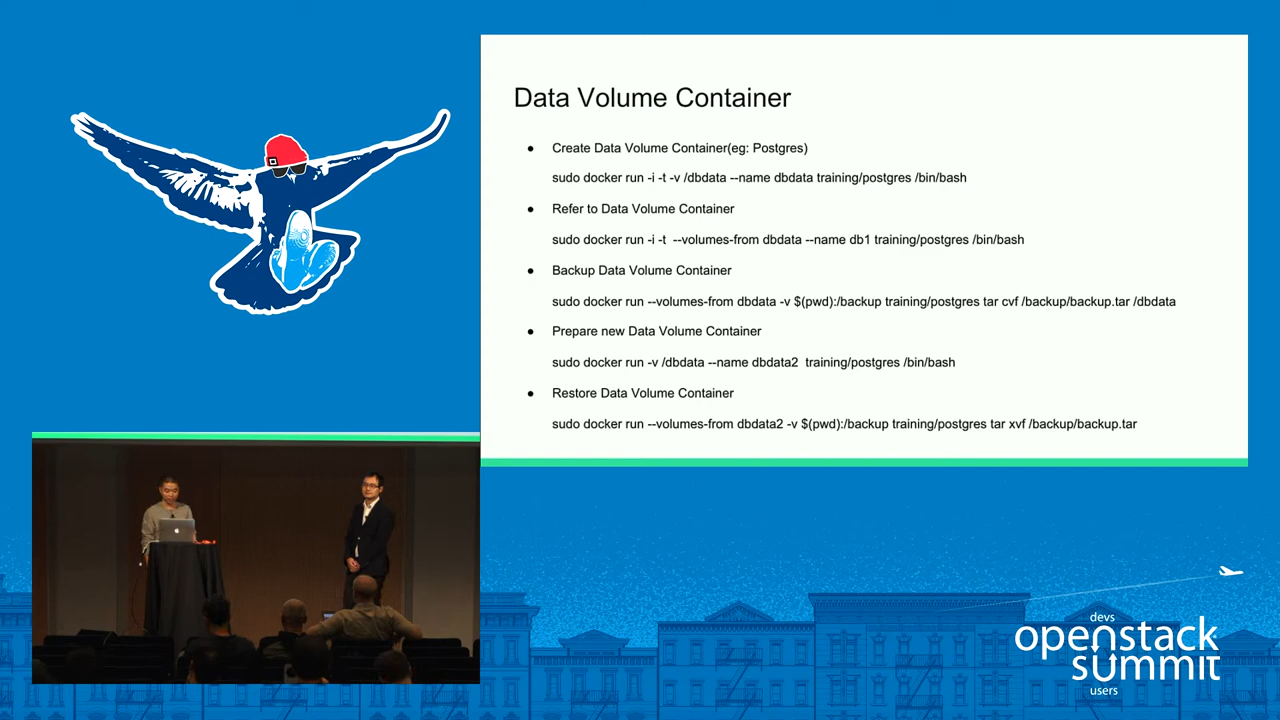 Data Volume Container
● Create Data Volume Container(eg: Postgres)
sudo docker run -i -t -v /dbdata --name dbdata training/postgres /bin/bash
● Refer to Data Volume Container
sudo docker run -i -t  --volumes-from dbdata --name db1 training/postgres /bin/bash
● Backup Data Volume Container
sudo docker run --volumes-from dbdata -v $(pwd):/backup training/postgres tar cvf /backup/backup.tar /dbdata
● Prepare new Data Volume Container
sudo docker run -v /dbdata --name dbdata2  training/postgres /bin/bash
● Restore Data Volume Container
sudo docker run --volumes-from dbdata2 -v $(pwd):/backup training/postgres tar xvf /backup/backup.tar
devs
openstack
summit
users